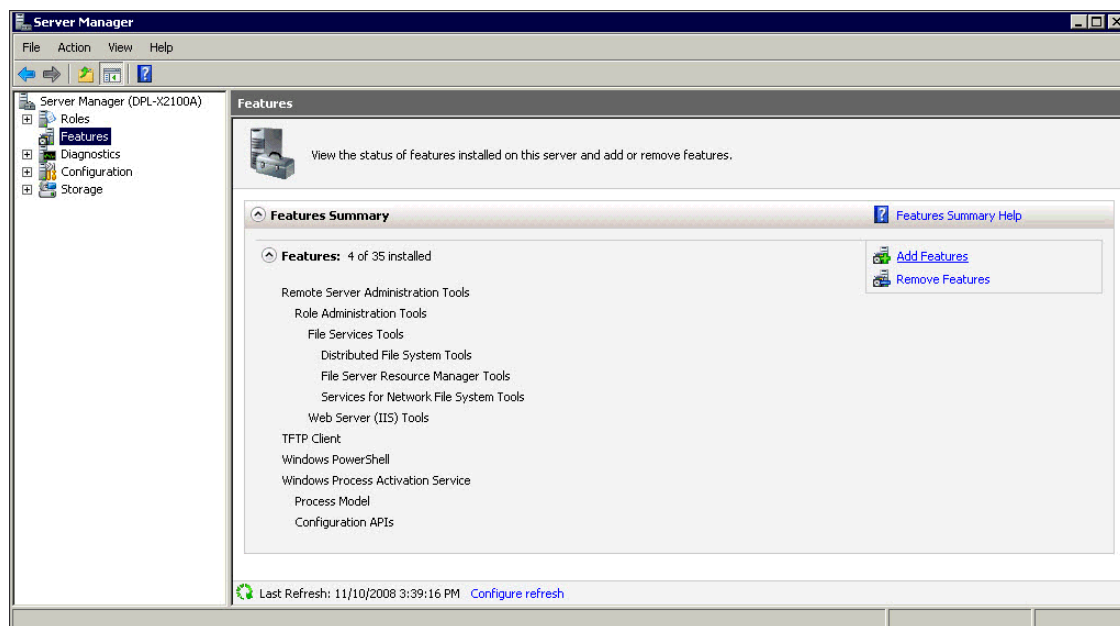 Server Manager
File Action View Help
Server Manager (DPL-X2100A)
Roles
Features
Diagnostics
Configuration
Storage
Features
View the status of features installed on this server and add or remove features.
Features Summary
Features Summary Help
Features: 4 of 35 installed
Add Features
Remove Features
Remote Server Administration Tools
Role Administration Tools
File Services Tools
Distributed File System Tools
File Server Resource Manager Tools
Services for Network File System Tools
Web Server (IIS) Tools
TFTP Client
Windows PowerShell
Windows Process Activation Service
Process Model
Configuration APIs
Last Refresh: 11/10/2008 3:39:16 PM Configure refresh